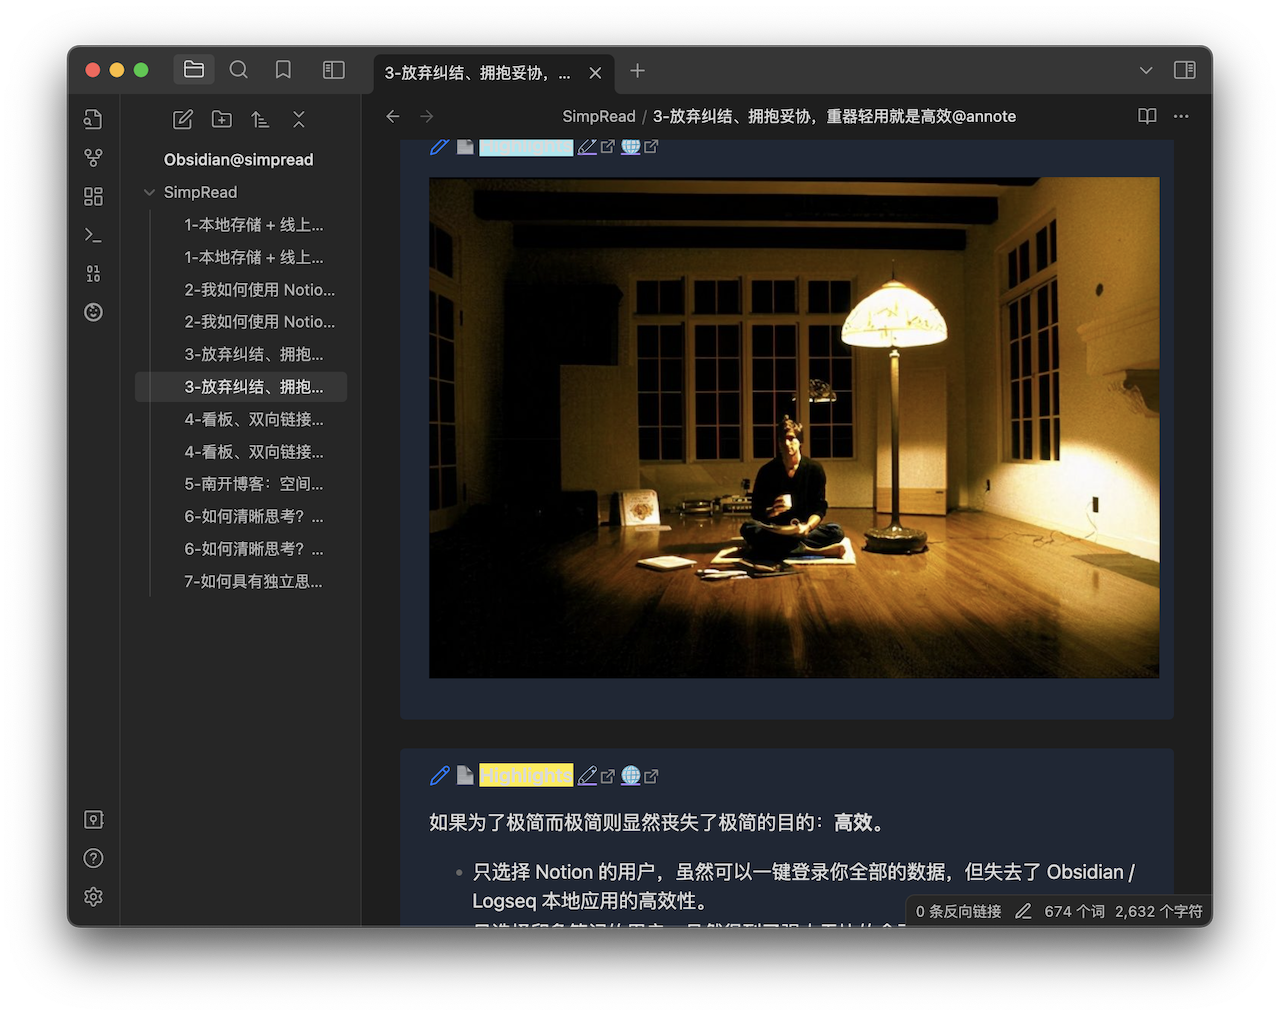 3-放弃纠结、拥抱妥协，...
SimpRead / 3-放弃纠结、拥抱妥协，重器轻用就是高效@annote
Obsidian@simpread
SimpRead
1-本地存储 + 线上...
1-本地存储 + 线上...
2-我如何使用 Notio...
2-我如何使用 Notio...
3-放弃纠结、拥抱...
3-放弃纠结、拥抱...
4-看板、双向链接...
4-看板、双向链接...
5-南开博客：空间...
6-如何清晰思考？...
6-如何清晰思考？...
7-如何具有独立思...
Highlights
如果为了极简而极简则显然丧失了极简的目的：高效。
只选择 Notion 的用户，虽然可以一键登录你全部的数据，但失去了 Obsidian /
Logseq 本地应用的高效性。
0 条反向链接 674 个词 2,632 个字符